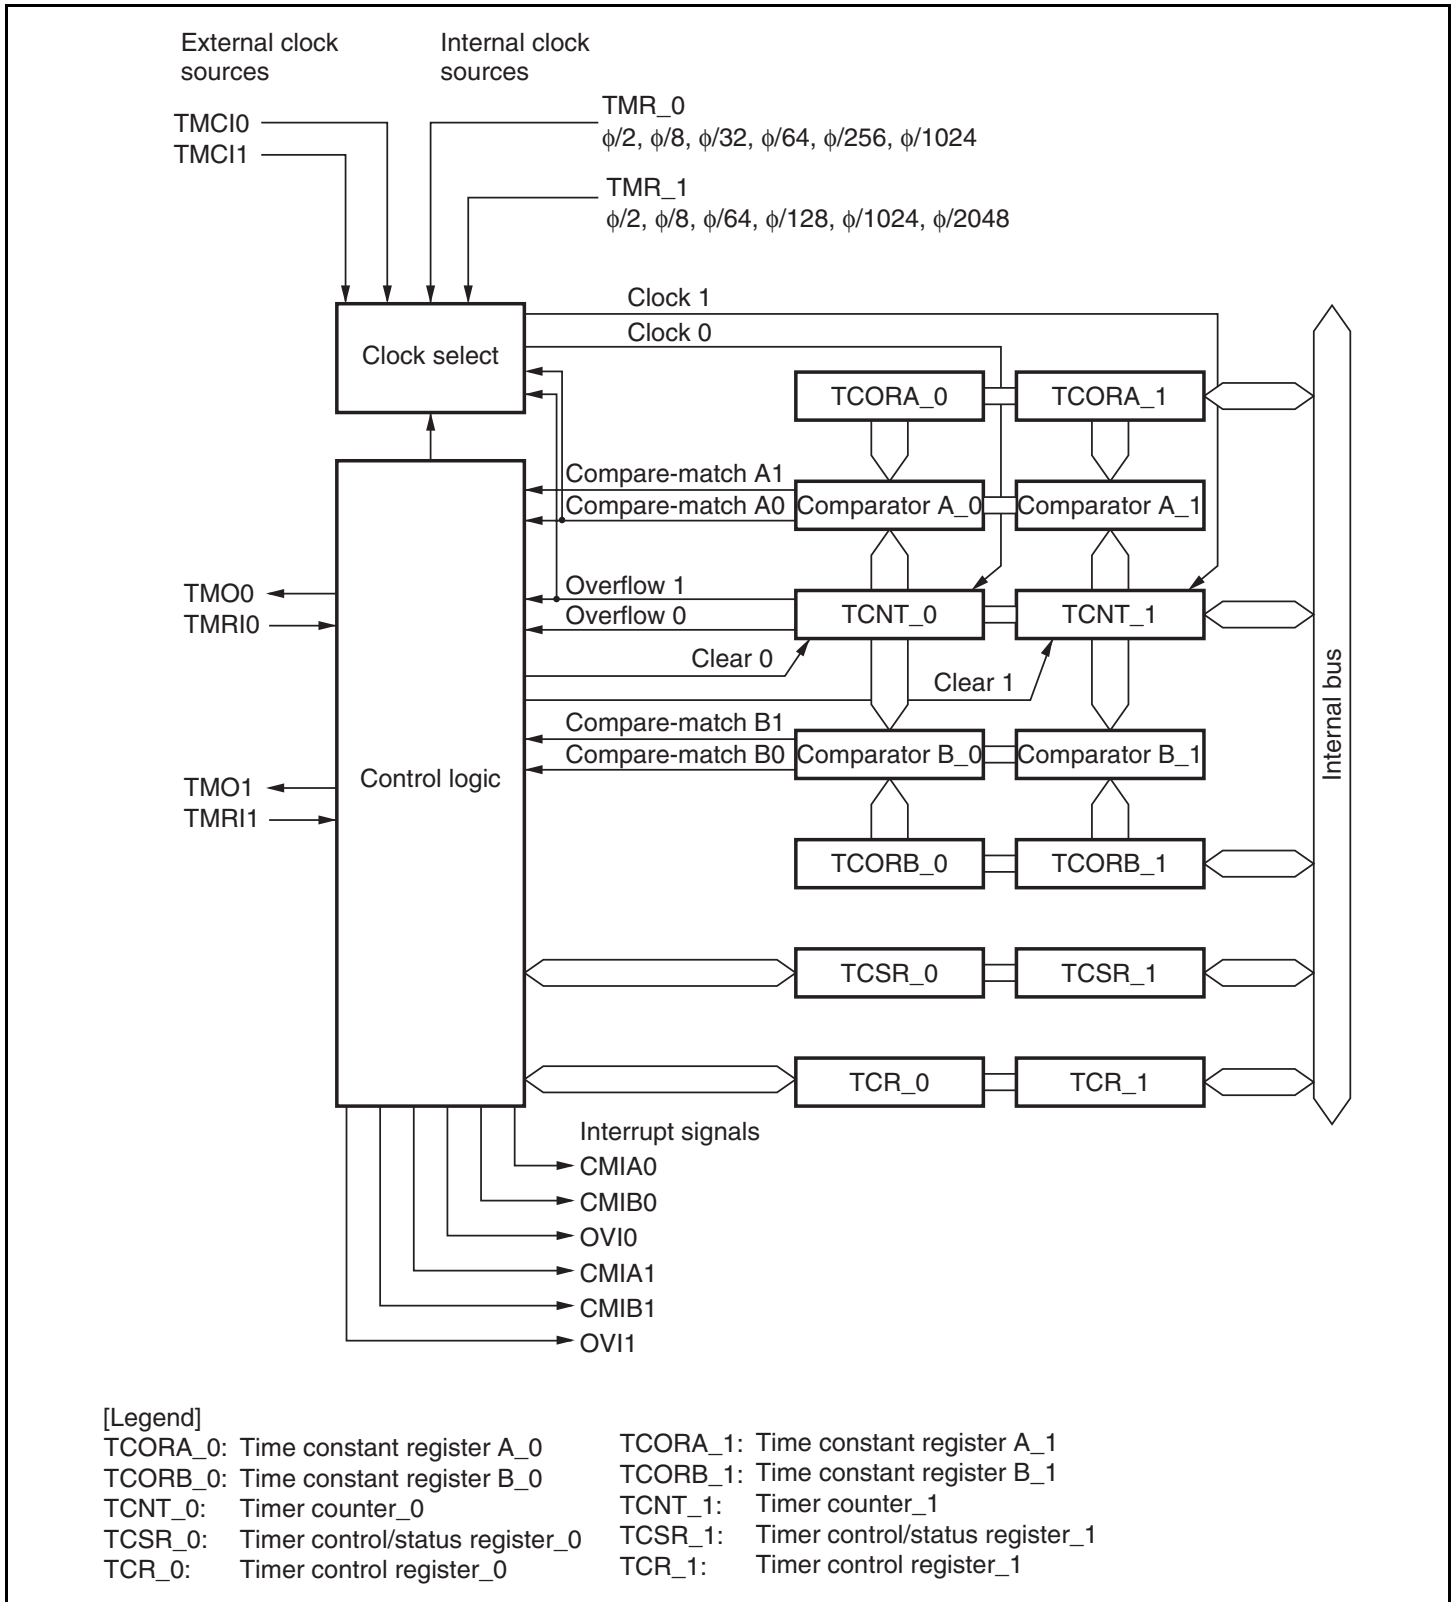 External clock sources
Internal clock sources
TMCI0
TMCI1
TMR_0
ϕ/2, ϕ/8, ϕ/32, ϕ/64, ϕ/256, ϕ/1024
TMR_1
ϕ/2, ϕ/8, ϕ/64, ϕ/128, ϕ/1024, ϕ/2048
Clock 1
Clock 0
Clock select
TCORA_0
TCORA_1
Compare-match A1
Compare-match A0
Comparator A_0
Comparator A_1
TMO0
TMRI0
Overflow 1
Overflow 0
TCNT_0
TCNT_1
Clear 0
Clear 1
Internal bus
Compare-match B1
Compare-match B0
Comparator B_0
Comparator B_1
Control logic
TMO1
TMRI1
TCORB_0
TCORB_1
TCSR_0
TCSR_1
TCR_0
TCR_1
Interrupt signals
CMIA0
CMIB0
OVI0
CMIA1
CMIB1
OVI1
[Legend]
TCORA_0: Time constant register A_0
TCORB_0: Time constant register B_0
TCNT_0: Timer counter_0
TCSR_0: Timer control/status register_0
TCR_0: Timer control register_0
TCORA_1: Time constant register A_1
TCORB_1: Time constant register B_1
TCNT_1: Timer counter_1
TCSR_1: Timer control/status register_1
TCR_1: Timer control register_1